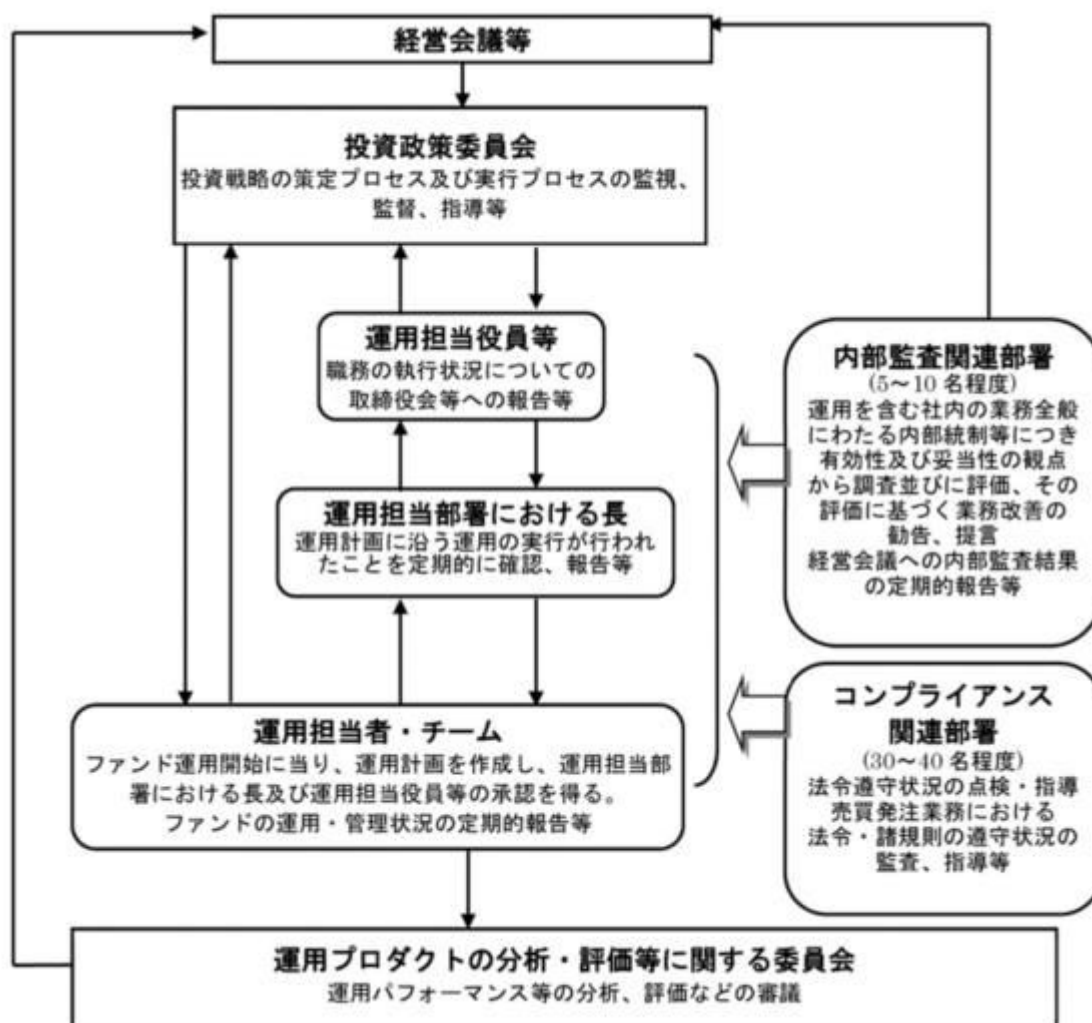 経営会議等
投資政策委員会
投資戦略の策定プロセス及び実行プロセスの監視、
監督、指導等
運用担当役員等
職務の執行状況についての
取締役会等への報告等
運用担当部署における長
運用計画に沿う運用の実行が行われ
たことを定期的に確認、報告等
運用担当者・チーム
ファンド運用開始に当り、運用計画を作成し、運用担当部
署における長及び運用担当役員等の承認を得る。
ファンドの運用・管理状況の定期的報告等
内部監査関連部署
(5～10 名程度)
運用を含む社内の業務全般
にわたる内部統制等につき
有効性及び妥当性の観点
から調査並びに評価、その
評価に基づく業務改善の
勧告、提言
経営会議への内部監査結果
の定期的報告等
コンプライアンス
関連部署
(30～40 名程度)
法令遵守状況の点検・指導
売買発注業務における
法令・諸規則の遵守状況の
監査、指導等
運用プロダクトの分析・評価等に関する委員会
運用パフォーマンス等の分析、評価などの審議